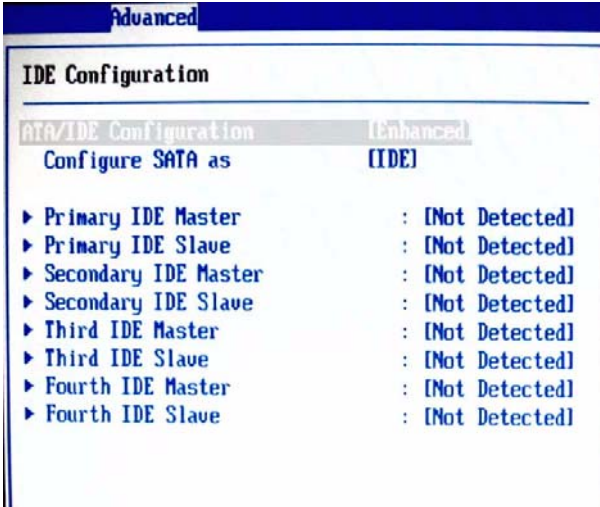 Advanced
IDE Configuration
ATA/IDE Configuration [Enhanced]
Configure SATA as [IDE]
Primary IDE Master : [Not Detected]
Primary IDE Slave : [Not Detected]
Secondary IDE Master : [Not Detected]
Secondary IDE Slave : [Not Detected]
Third IDE Master : [Not Detected]
Third IDE Slave : [Not Detected]
Fourth IDE Master : [Not Detected]
Fourth IDE Slave : [Not Detected]